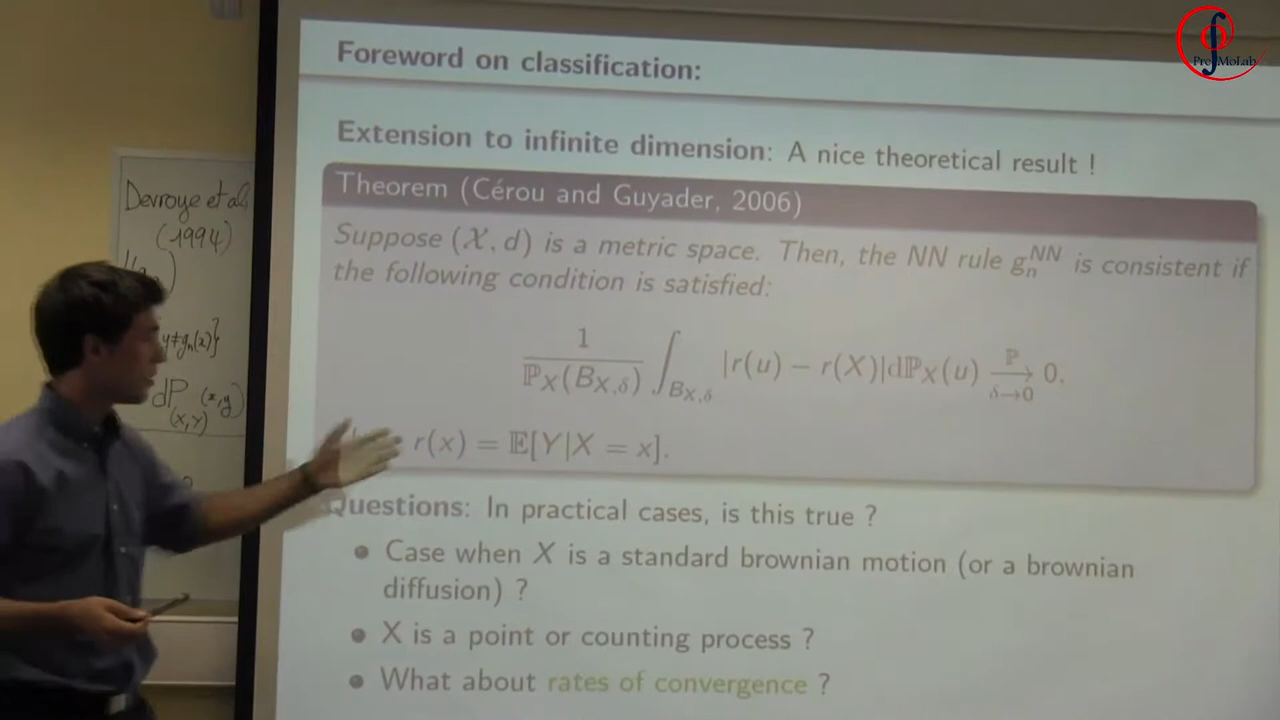 PreMoLab
Foreword on classification:
Extension to infinite dimension: A nice theoretical result !
Theorem (Cérou and Guyader, 2006)
Suppose (𝒳, d) is a metric space. Then, the NN rule gₙᴺᴺ is consistent if
the following condition is satisfied:
1/ℙ_X(B_{X,δ}) ∫_{B_{X,δ}} |r(u) − r(X)|dℙ_X(u) →^ℙ_{δ→0} 0.
r(x) = 𝔼[Y|X = x].
Questions: In practical cases, is this true ?
• Case when X is a standard brownian motion (or a brownian
diffusion) ?
• X is a point or counting process ?
• What about rates of convergence ?
Devroye et al
(1994)
y≠gₙ(x)}
dP (x,y)
(X,Y)